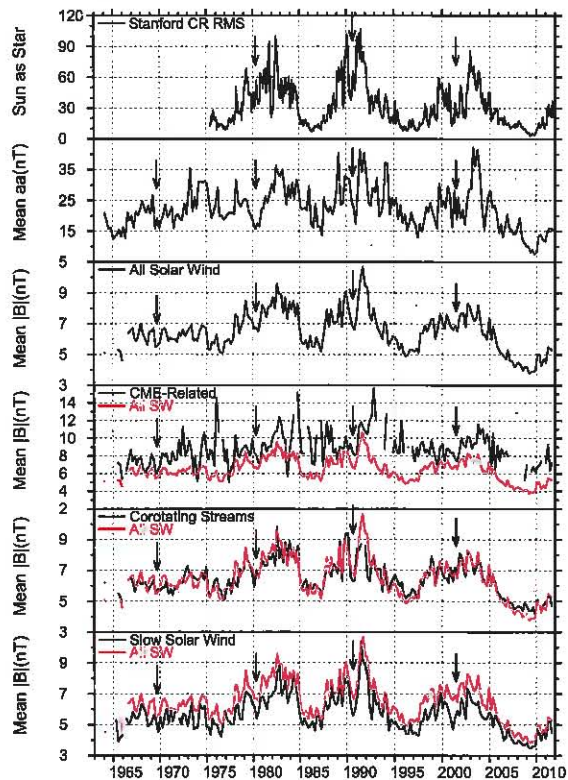 120
90
60
30
0
Sun as Star
Stanford CR RMS
35
25
15
5
Mean aa(nT)
9
7
5
3
Mean |B|(nT)
All Solar Wind
14
12
10
8
6
4
2
Mean |B|(nT)
CME-Related
All SW
9
7
5
3
Mean |B|(nT)
Corotating Streams
All SW
9
7
5
3
Mean |B|(nT)
Slow Solar Wind
All SW
1965 1970 1975 1980 1985 1990 1995 2000 2005 2010